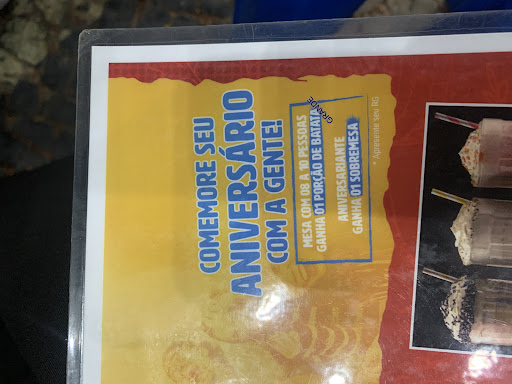 COMEMORE SEU
ANIVERSÁRIO
COM A GENTE!
MESA COM 08 A 10 PESSOAS
GANHA 01 PORÇÃO DE BATATA
GRANDE
ANIVERSARIANTE
GANHA 01 SOBREMESA
* Apresente seu RG